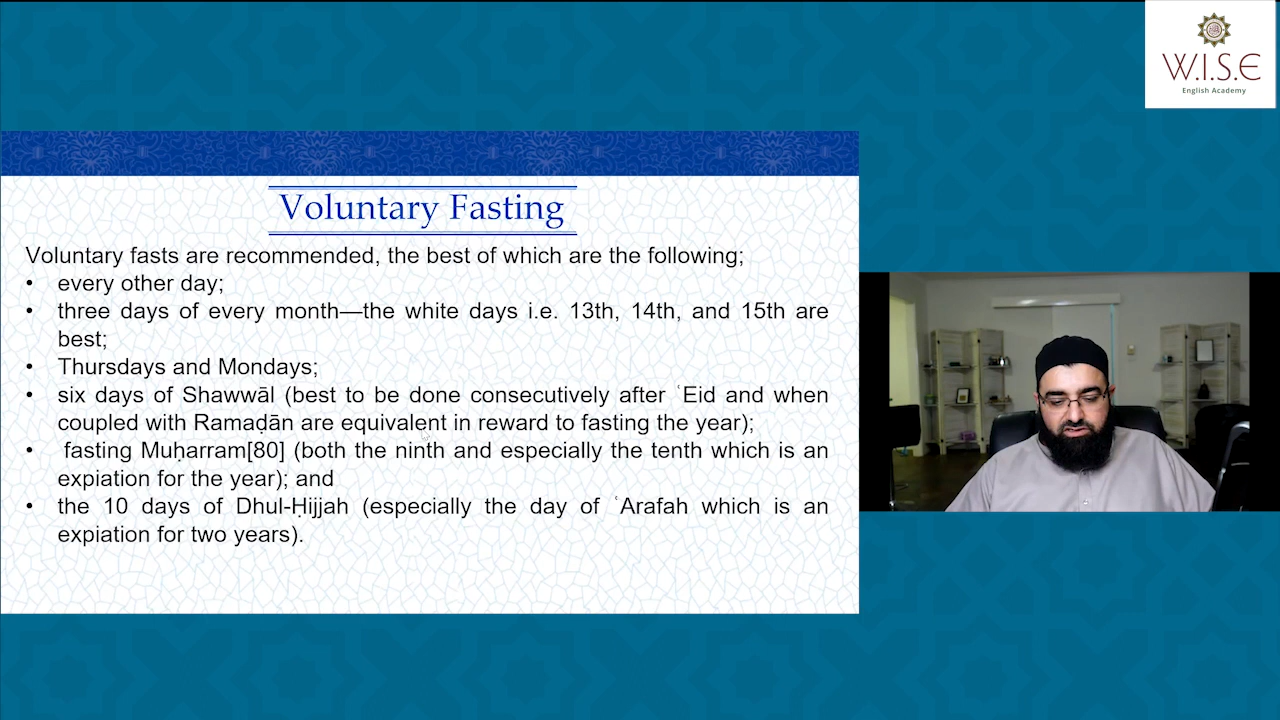 W.I.S.E
English Academy
Voluntary Fasting
Voluntary fasts are recommended, the best of which are the following;
• every other day;
• three days of every month—the white days i.e. 13th, 14th, and 15th are
best;
• Thursdays and Mondays;
• six days of Shawwāl (best to be done consecutively after ʿEid and when
coupled with Ramaḍān are equivalent in reward to fasting the year);
• fasting Muḥarram[80] (both the ninth and especially the tenth which is an
expiation for the year); and
• the 10 days of Dhul-Ḥijjah (especially the day of ʿArafah which is an
expiation for two years).